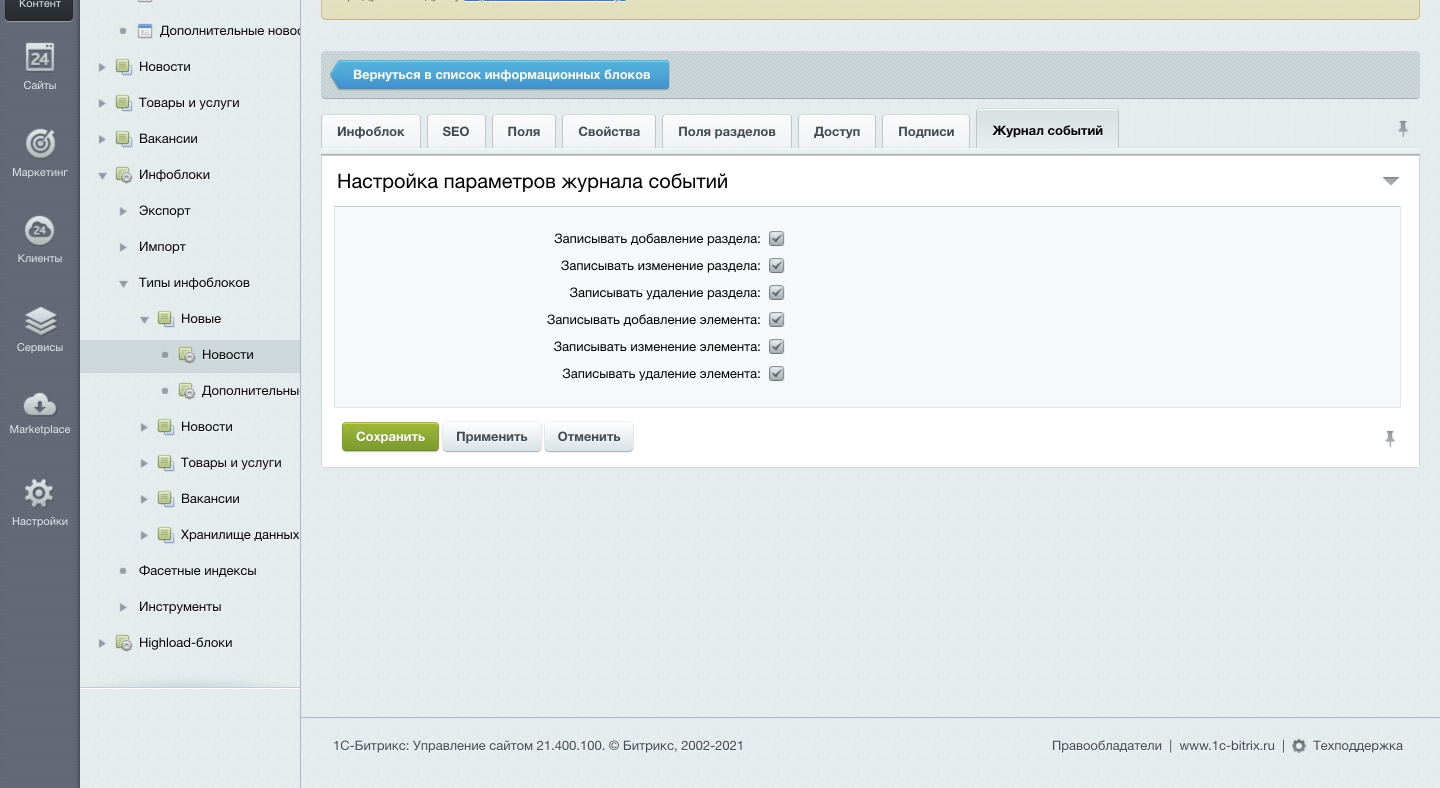 Контент
24
Сайты
Маркетинг
24
Клиенты
Сервисы
Marketplace
Настройки
Дополнительные новос
Новости
Товары и услуги
Вакансии
Инфоблоки
Экспорт
Импорт
Типы инфоблоков
Новые
Новости
Дополнительны
Новости
Товары и услуги
Вакансии
Хранилище данных
Фасетные индексы
Инструменты
Highload-блоки
Вернуться в список информационных блоков
Инфоблок SEO Поля Свойства Поля разделов Доступ Подписи Журнал событий
Настройка параметров журнала событий
Записывать добавление раздела:
Записывать изменение раздела:
Записывать удаление раздела:
Записывать добавление элемента:
Записывать изменение элемента:
Записывать удаление элемента:
Сохранить Применить Отменить
1С-Битрикс: Управление сайтом 21.400.100. © Битрикс, 2002-2021
Правообладатели | www.1c-bitrix.ru | Техподдержка